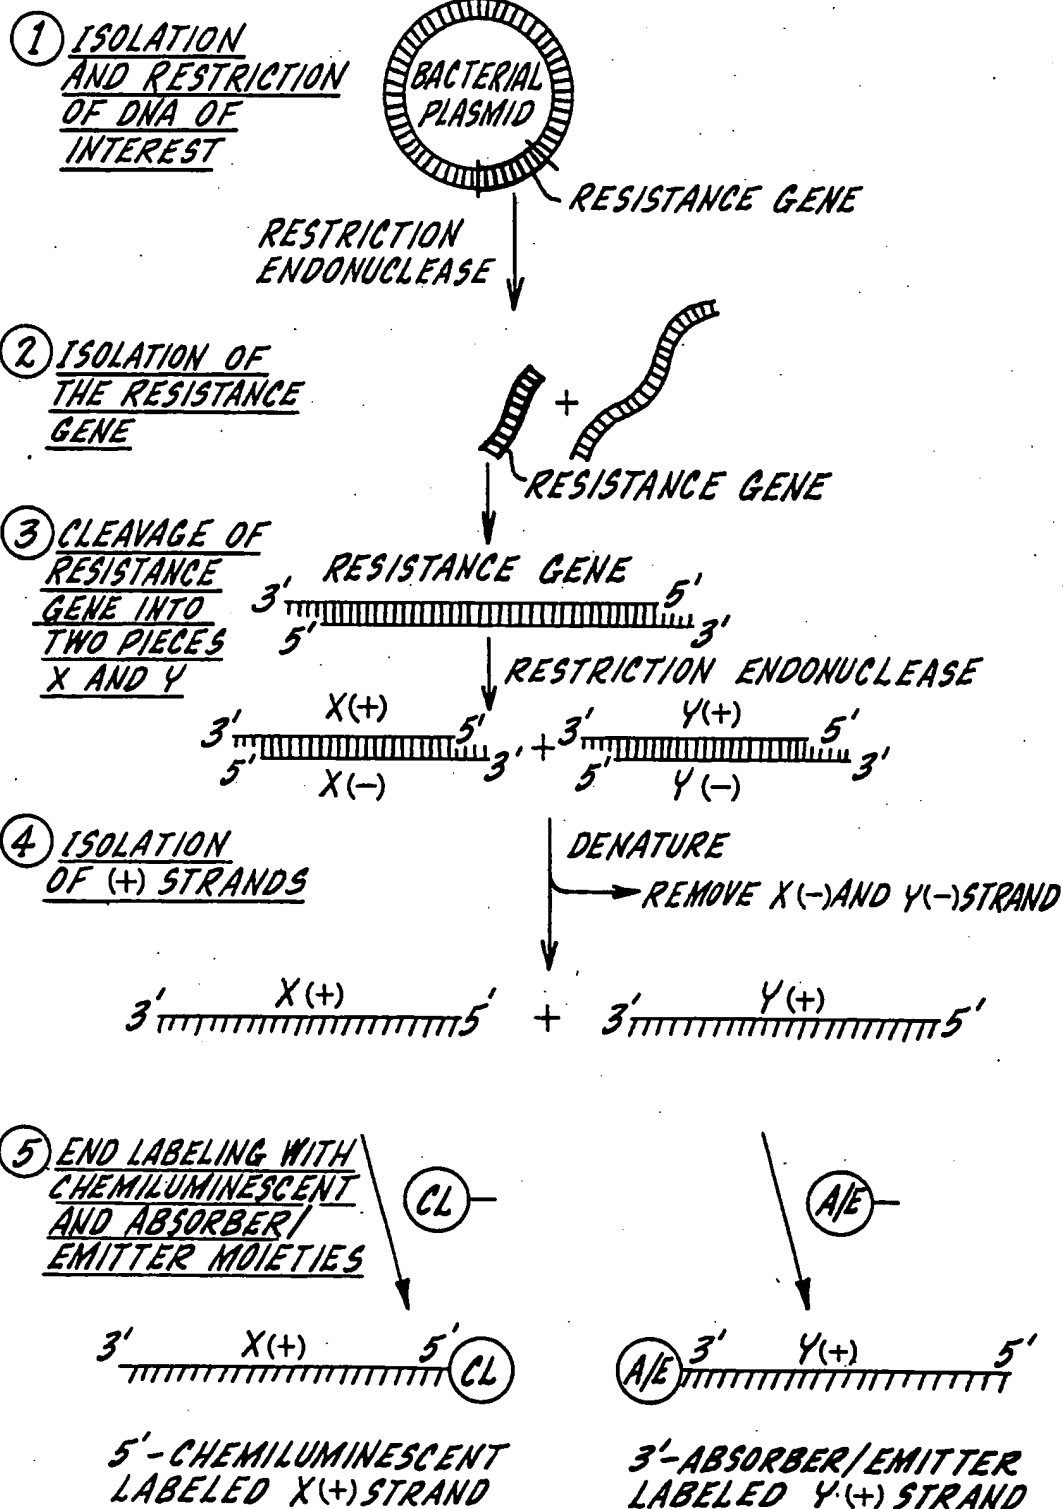 1 ISOLATION
AND RESTRICTION
OF DNA OF
INTEREST
BACTERIAL
PLASMID
RESISTANCE GENE
RESTRICTION
ENDONUCLEASE
2 ISOLATION OF
THE RESISTANCE
GENE
+
RESISTANCE GENE
3 CLEAVAGE OF
RESISTANCE
GENE INTO
TWO PIECES
X AND Y
RESISTANCE GENE
3' 5'
5' 3'
RESTRICTION ENDONUCLEASE
X(+) Y(+)
3' 5' + 3' 5'
5' 3' 5' 3'
X(-) Y(-)
4 ISOLATION
OF (+) STRANDS
DENATURE
REMOVE X(-) AND Y(-) STRAND
X(+) Y(+)
3' 5' + 3' 5'
5 END LABELING WITH
CHEMILUMINESCENT
AND ABSORBER/
EMITTER MOIETIES
CL
A/E
3' X(+) 5' CL
A/E 3' Y(+) 5'
5'-CHEMILUMINESCENT
LABELED X(+) STRAND
3'-ABSORBER/EMITTER
LABELED Y(+) STRAND